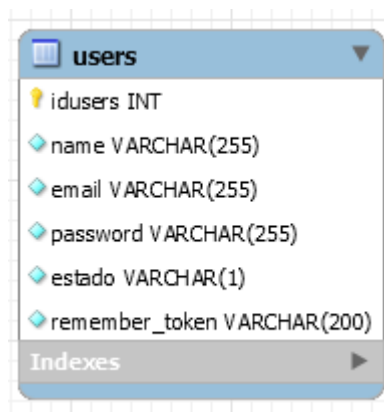 users
idusers INT
name VARCHAR(255)
email VARCHAR(255)
password VARCHAR(255)
estado VARCHAR(1)
remember_token VARCHAR(200)
Indexes